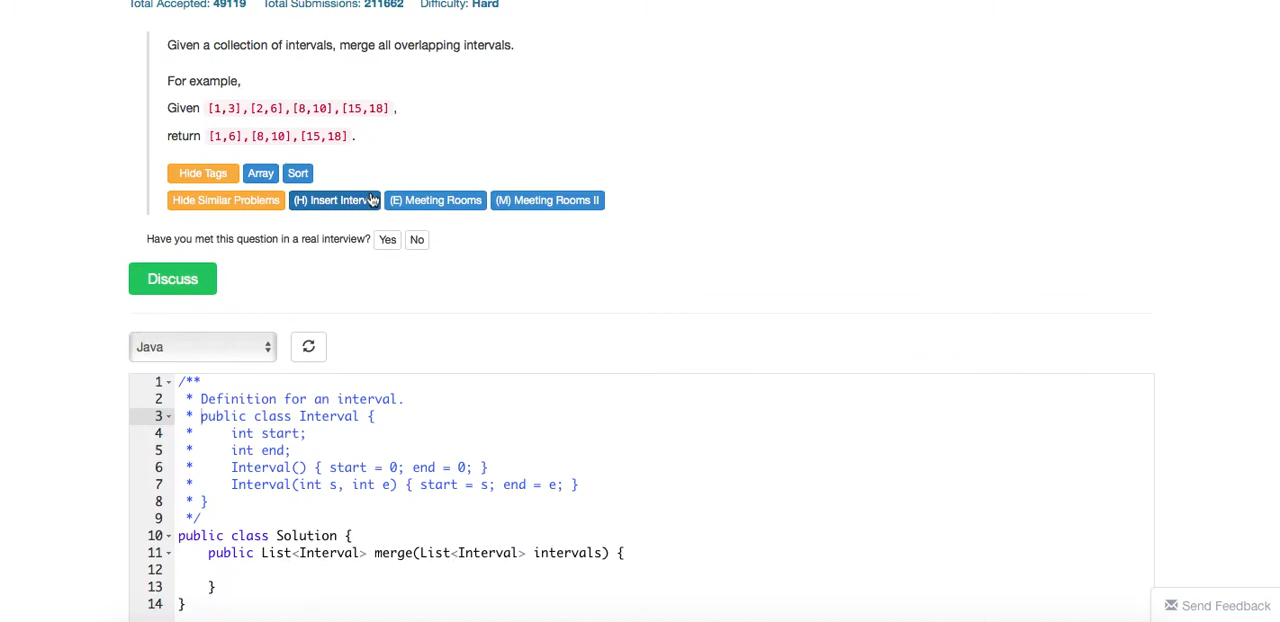 Total Accepted: 49119 Total Submissions: 211662 Difficulty: Hard
Given a collection of intervals, merge all overlapping intervals.
For example,
Given [1,3],[2,6],[8,10],[15,18],
return [1,6],[8,10],[15,18].
Hide Tags Array Sort
Hide Similar Problems (H) Insert Interv (E) Meeting Rooms (M) Meeting Rooms II
Have you met this question in a real interview? Yes No
Discuss
Java
1 /**
2 * Definition for an interval.
3 * public class Interval {
4 * int start;
5 * int end;
6 * Interval() { start = 0; end = 0; }
7 * Interval(int s, int e) { start = s; end = e; }
8 * }
9 */
10 public class Solution {
11 public List<Interval> merge(List<Interval> intervals) {
12
13 }
14 }
Send Feedback